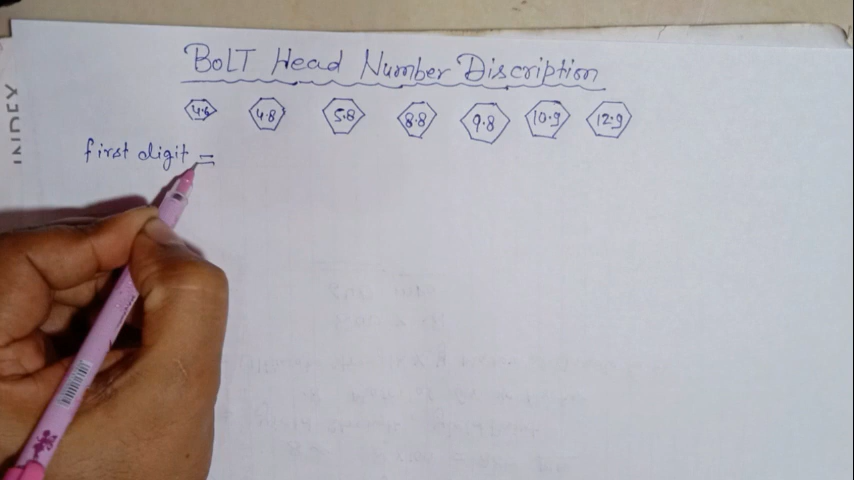 BoLT Head Number Discription
4.6 4.8 5.8 8.8 9.8 10.9 12.9
first digit =
INDEX